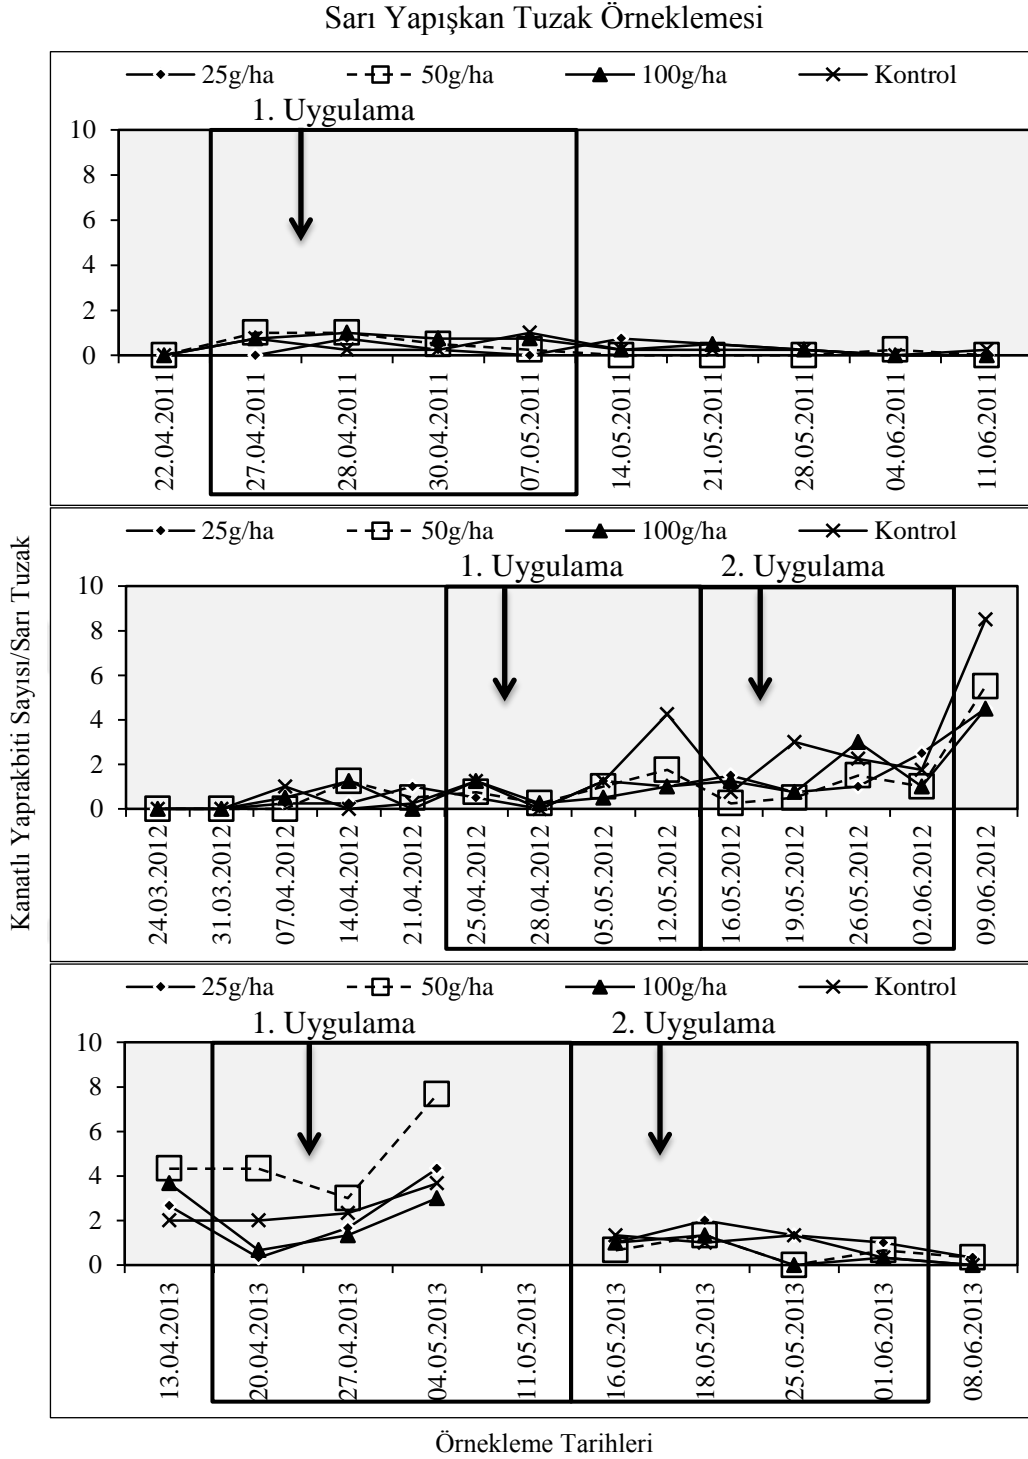 Sarı Yapışkan Tuzak Örneklemesi
25g/ha 50g/ha 100g/ha Kontrol
1. Uygulama
10
8
6
4
2
0
22.04.2011 27.04.2011 28.04.2011 30.04.2011 07.05.2011 14.05.2011 21.05.2011 28.05.2011 04.06.2011 11.06.2011
25g/ha 50g/ha 100g/ha Kontrol
1. Uygulama 2. Uygulama
10
8
6
4
2
0
24.03.2012 31.03.2012 07.04.2012 14.04.2012 21.04.2012 25.04.2012 28.04.2012 05.05.2012 12.05.2012 16.05.2012 19.05.2012 26.05.2012 02.06.2012 09.06.2012
Kanatlı Yaprakbiti Sayısı/Sarı Tuzak
25g/ha 50g/ha 100g/ha Kontrol
1. Uygulama 2. Uygulama
10
8
6
4
2
0
13.04.2013 20.04.2013 27.04.2013 04.05.2013 11.05.2013 16.05.2013 18.05.2013 25.05.2013 01.06.2013 08.06.2013
Örnekleme Tarihleri